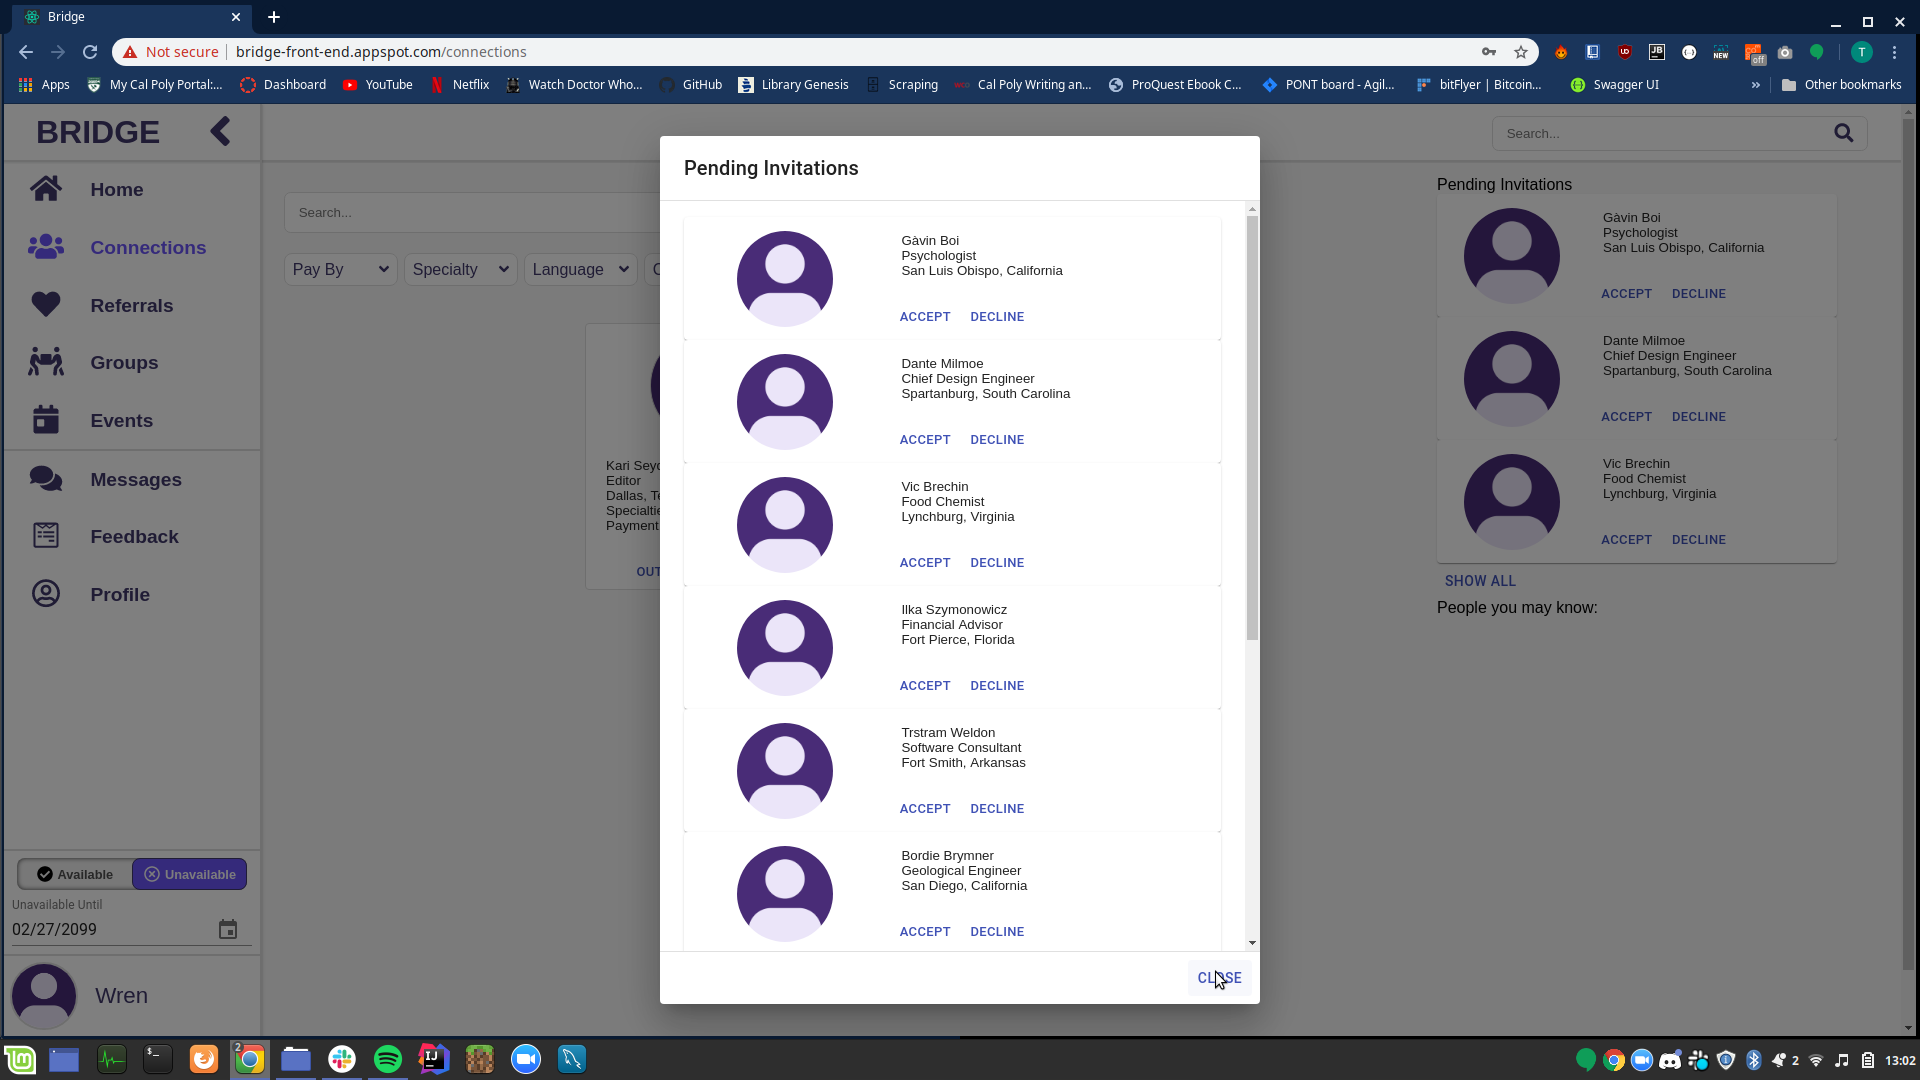 Bridge
Not secure
bridge-front-end.appspot.com/connections
JB
NEW
off
T
Apps
My Cal Poly Portal:...
Dashboard
YouTube
Netflix
Watch Doctor Who...
GitHub
Library Genesis
Scraping
Cal Poly Writing an...
ProQuest Ebook C...
PONT board - Agil...
bitFlyer | Bitcoin...
Swagger UI
»
Other bookmarks
BRIDGE
Home
Connections
Referrals
Groups
Events
Messages
Feedback
Profile
Available
Unavailable
Unavailable Until
02/27/2099
Wren
Search...
Pay By
Specialty
Language
Kari Seyd
Editor
Dallas, Te
Specialtie
Payment
OUT
Pending Invitations
Gàvin Boi
Psychologist
San Luis Obispo, California
ACCEPT DECLINE
Dante Milmoe
Chief Design Engineer
Spartanburg, South Carolina
ACCEPT DECLINE
Vic Brechin
Food Chemist
Lynchburg, Virginia
ACCEPT DECLINE
Ilka Szymonowicz
Financial Advisor
Fort Pierce, Florida
ACCEPT DECLINE
Trstram Weldon
Software Consultant
Fort Smith, Arkansas
ACCEPT DECLINE
Bordie Brymner
Geological Engineer
San Diego, California
ACCEPT DECLINE
CLOSE
Search...
Pending Invitations
Gàvin Boi
Psychologist
San Luis Obispo, California
ACCEPT DECLINE
Dante Milmoe
Chief Design Engineer
Spartanburg, South Carolina
ACCEPT DECLINE
Vic Brechin
Food Chemist
Lynchburg, Virginia
ACCEPT DECLINE
SHOW ALL
People you may know:
2
IJ
2
13:02